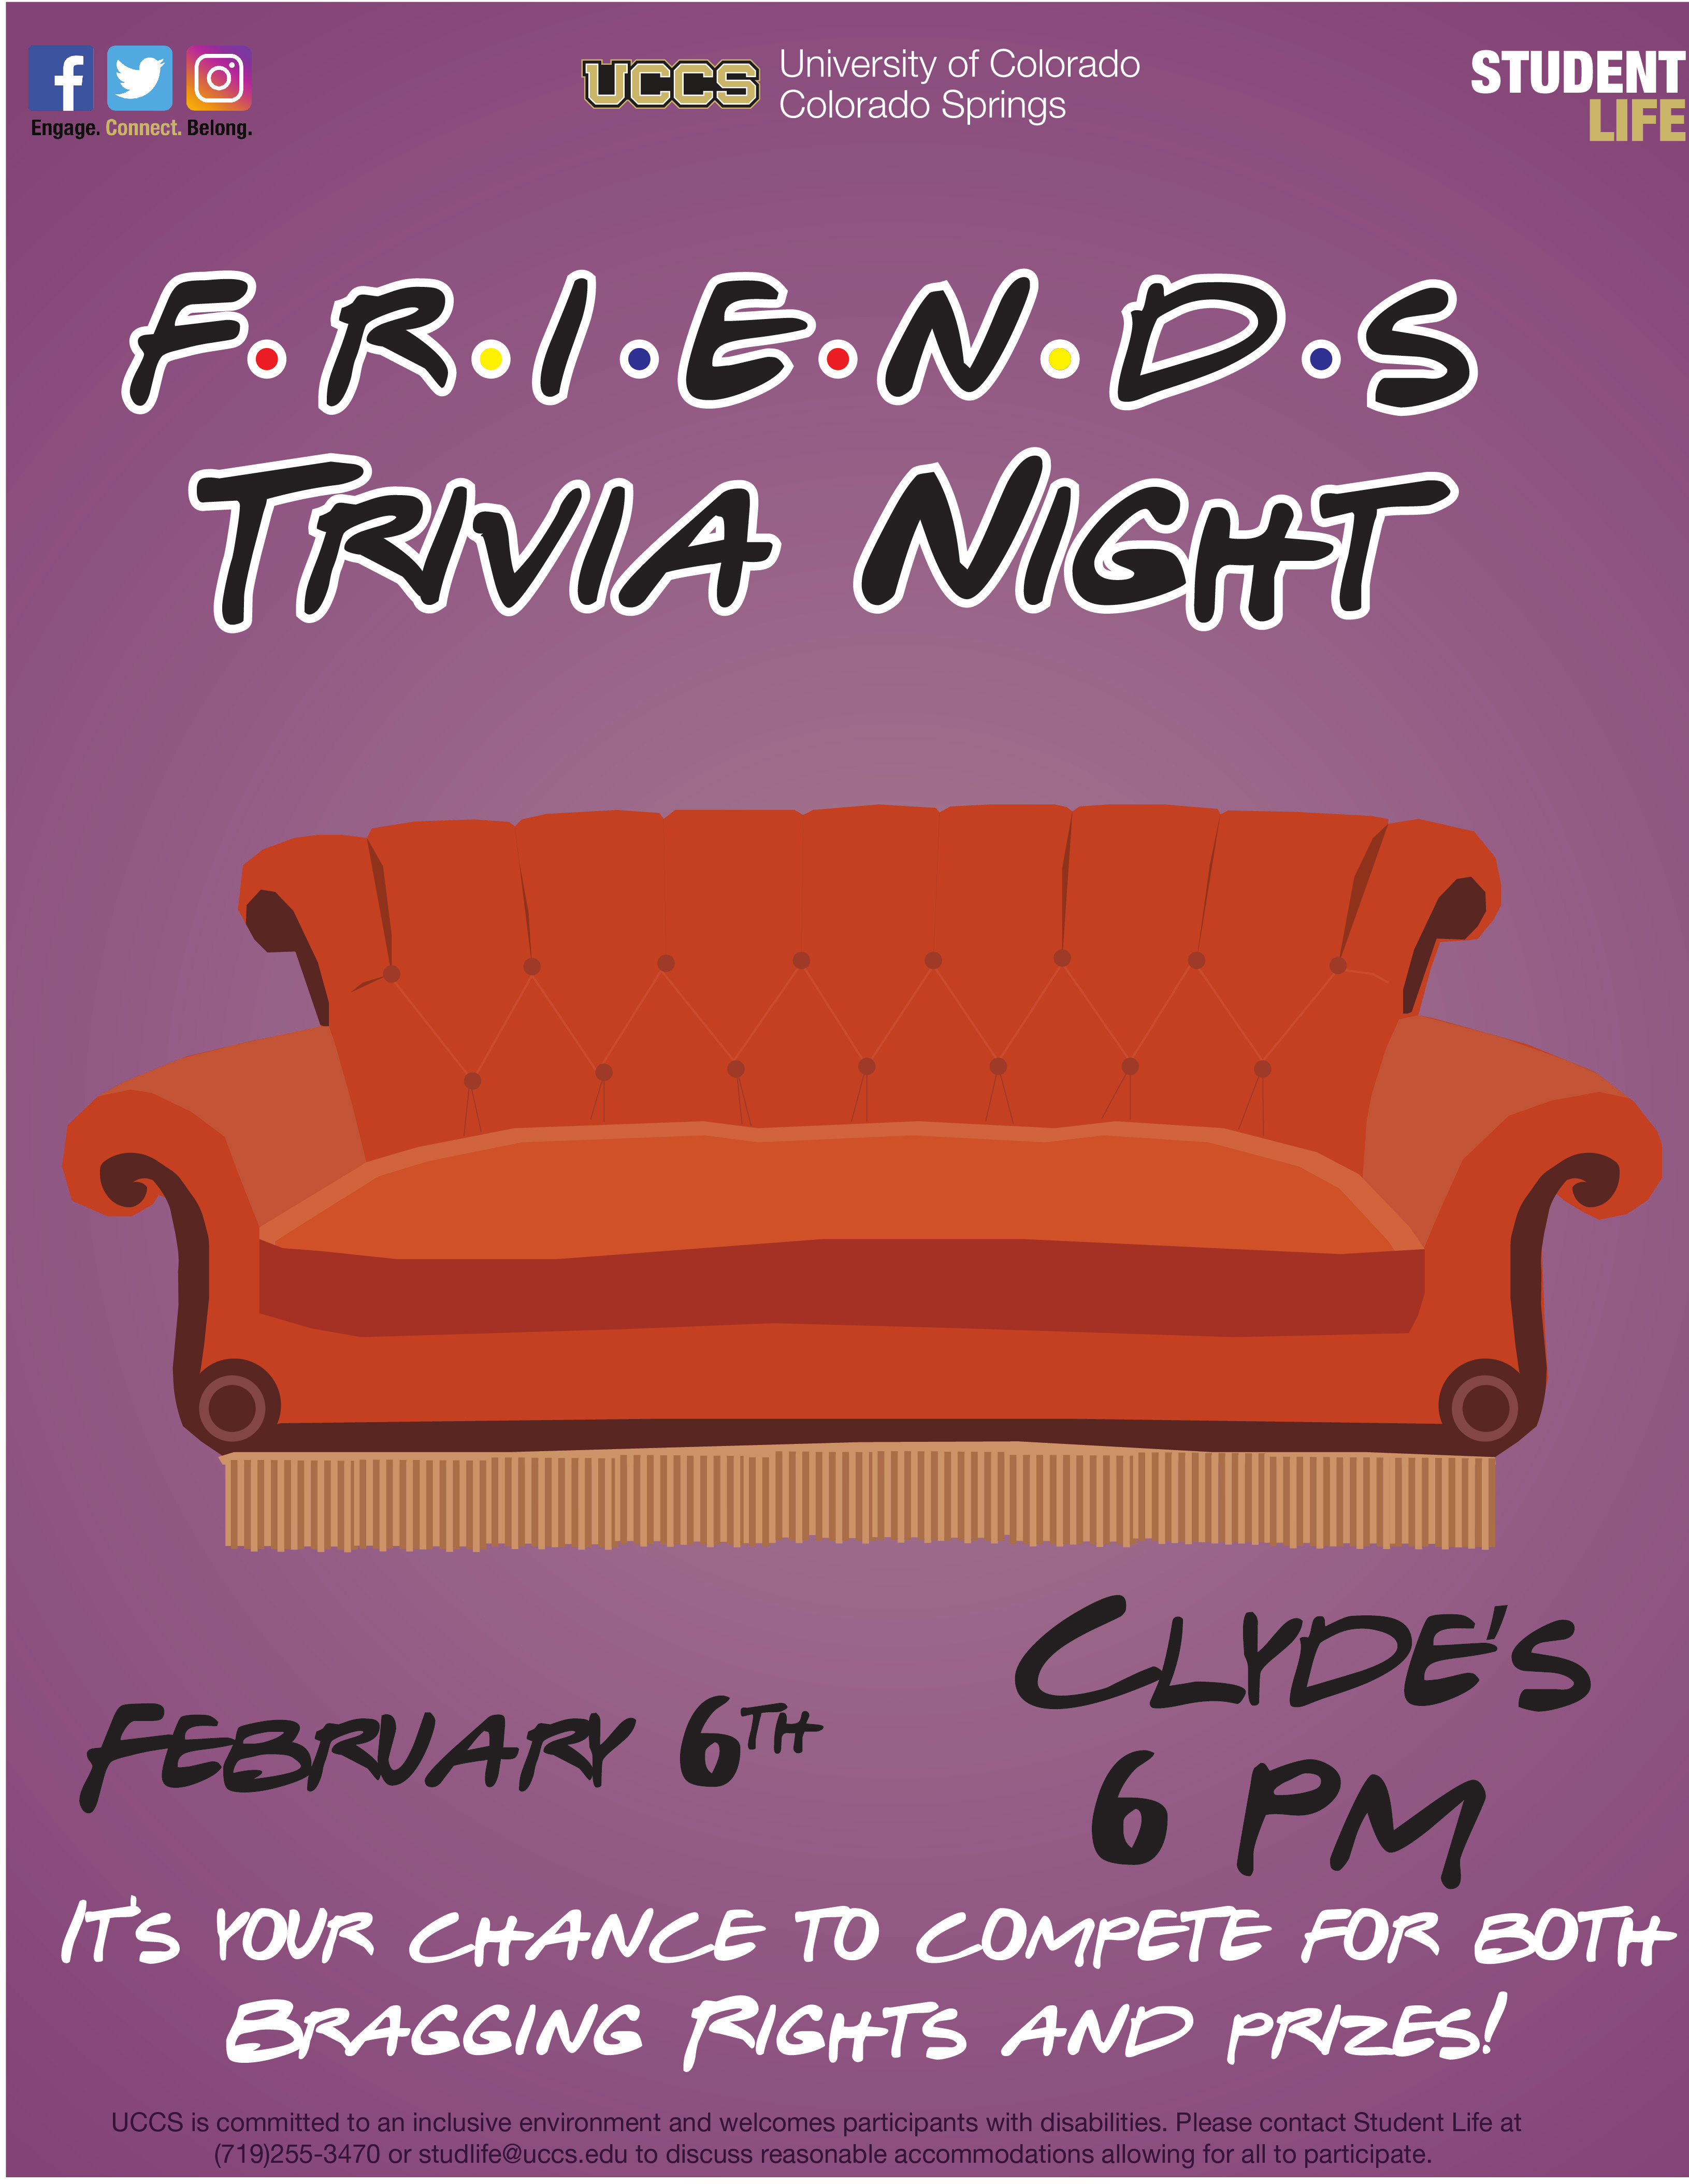 Engage. Connect. Belong.
UCCS
University of Colorado
Colorado Springs
STUDENT
LIFE
F.R.I.E.N.D.S
TRIVIA NIGHT
CLYDE'S
FEBRUARY 6TH
6 PM
IT'S YOUR CHANCE TO COMPETE FOR BOTH
BRAGGING RIGHTS AND PRIZES!
UCCS is committed to an inclusive environment and welcomes participants with disabilities. Please contact Student Life at
(719)255-3470 or studlife@uccs.edu to discuss reasonable accommodations allowing for all to participate.